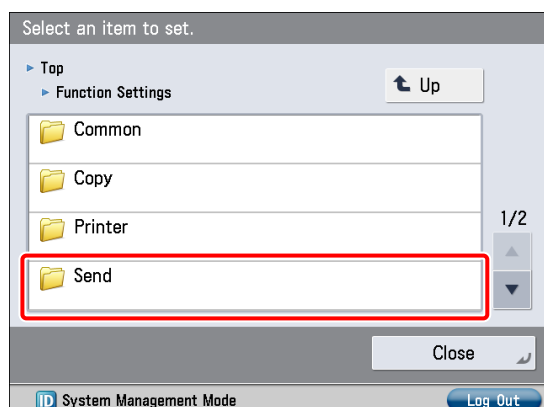 Select an item to set.
Top
Function Settings
Up
Common
Copy
Printer
Send
1/2
Close
ID System Management Mode
Log Out